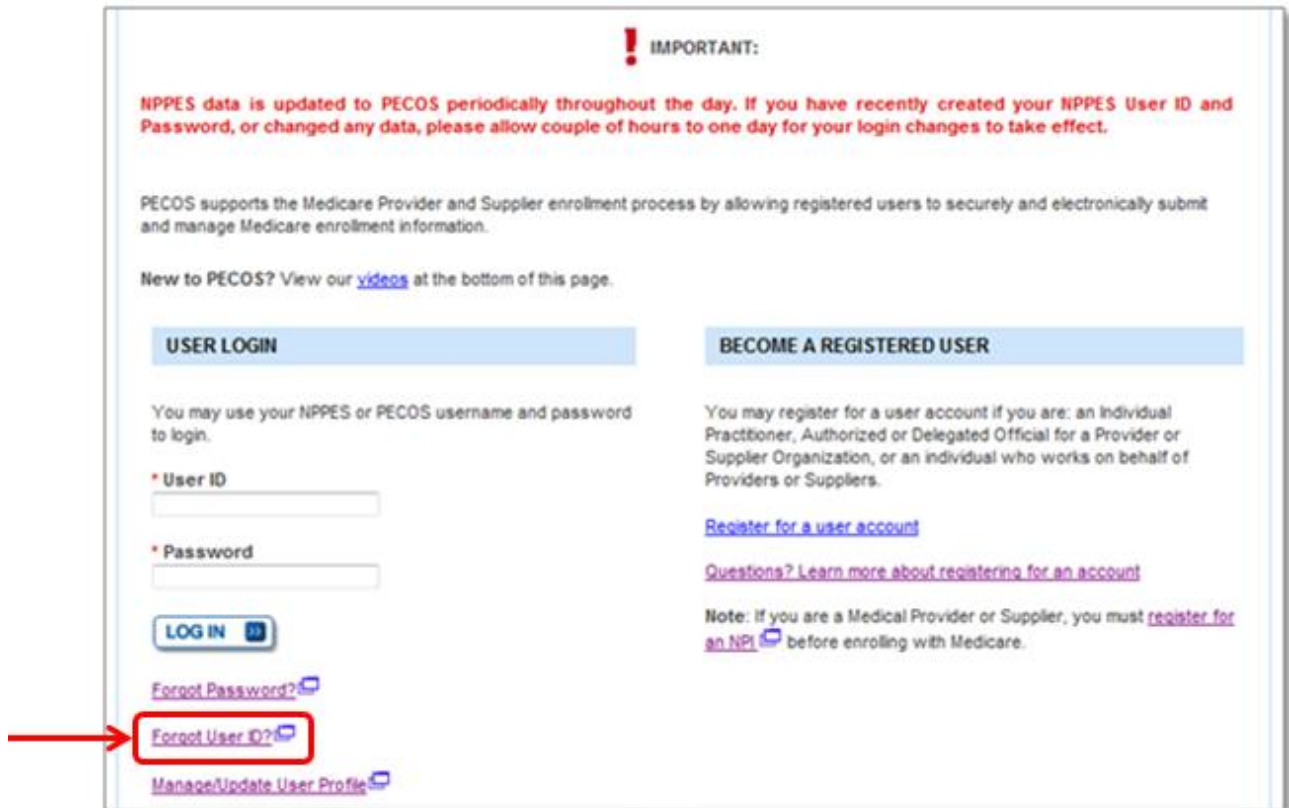 IMPORTANT:
NPPES data is updated to PECOS periodically throughout the day. If you have recently created your NPPES User ID and
Password, or changed any data, please allow couple of hours to one day for your login changes to take effect.
PECOS supports the Medicare Provider and Supplier enrollment process by allowing registered users to securely and electronically submit
and manage Medicare enrollment information.
New to PECOS? View our videos at the bottom of this page.
USER LOGIN
You may use your NPPES or PECOS username and password
to login.
* User ID
* Password
LOG IN
Forgot Password?
Forgot User ID?
Manage/Update User Profile
BECOME A REGISTERED USER
You may register for a user account if you are: an Individual
Practitioner, Authorized or Delegated Official for a Provider or
Supplier Organization, or an individual who works on behalf of
Providers or Suppliers.
Register for a user account
Questions? Learn more about registering for an account
Note: If you are a Medical Provider or Supplier, you must register for
an NPI before enrolling with Medicare.